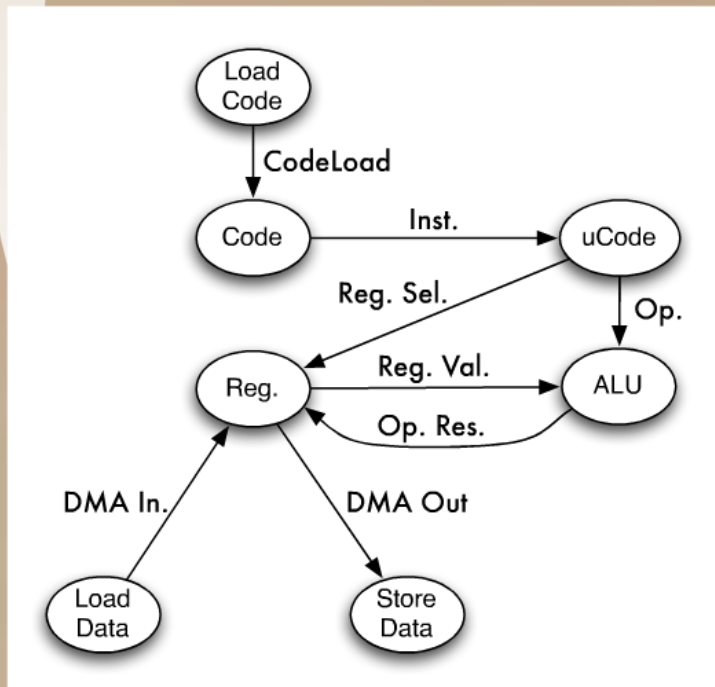 Load
Code
CodeLoad
Code
Inst.
uCode
Reg. Sel.
Op.
Reg.
Reg. Val.
ALU
Op. Res.
DMA In.
DMA Out
Load
Data
Store
Data